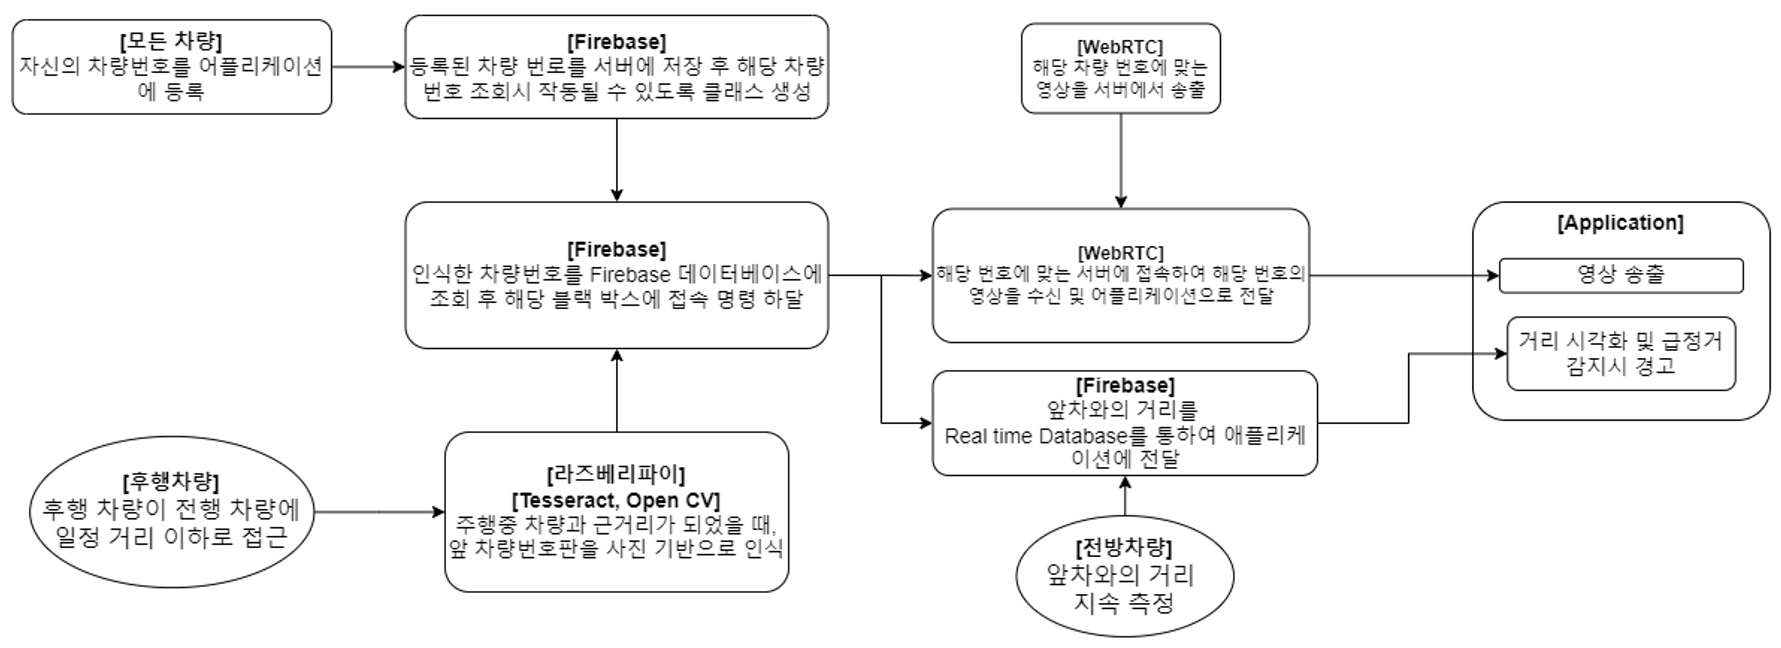 [모든 차량]
자신의 차량번호를 어플리케이션
에 등록
[Firebase]
등록된 차량 번로를 서버에 저장 후 해당 차량
번호 조회시 작동될 수 있도록 클래스 생성
[WebRTC]
해당 차량 번호에 맞는
영상을 서버에서 송출
[Firebase]
인식한 차량번호를 Firebase 데이터베이스에
조회 후 해당 블랙 박스에 접속 명령 하달
[WebRTC]
해당 번호에 맞는 서버에 접속하여 해당 번호의
영상을 수신 및 어플리케이션으로 전달
[Application]
영상 송출
거리 시각화 및 급정거
감지시 경고
[Firebase]
앞차와의 거리를
Real time Database를 통하여 애플리케
이션에 전달
[후행차량]
후행 차량이 전행 차량에
일정 거리 이하로 접근
[라즈베리파이]
[Tesseract, Open CV]
주행중 차량과 근거리가 되었을 때,
앞 차량번호판을 사진 기반으로 인식
[전방차량]
앞차와의 거리
지속 측정